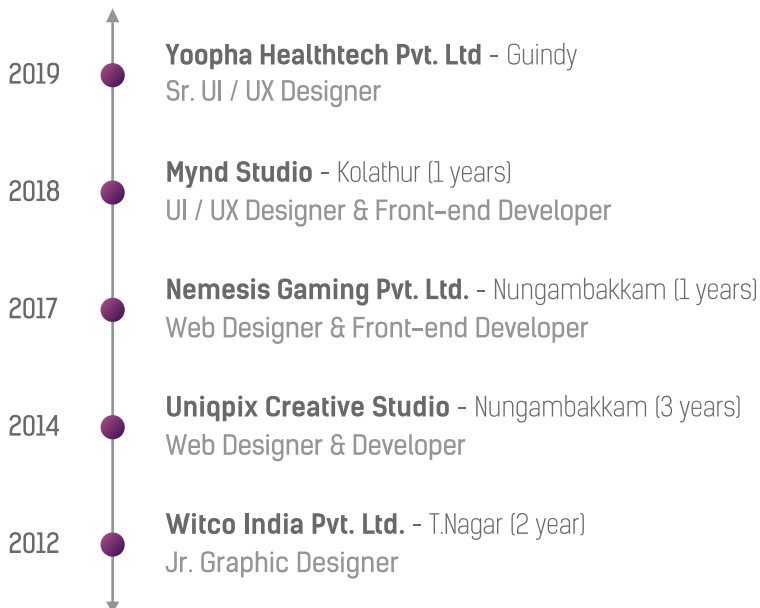 2019
Yoopha Healthtech Pvt. Ltd - Guindy
Sr. UI / UX Designer
2018
Mynd Studio - Kolathur (1 years)
UI / UX Designer & Front-end Developer
2017
Nemesis Gaming Pvt. Ltd. - Nungambakkam (1 years)
Web Designer & Front-end Developer
2014
Uniqpix Creative Studio - Nungambakkam (3 years)
Web Designer & Developer
2012
Witco India Pvt. Ltd. - T.Nagar (2 year)
Jr. Graphic Designer